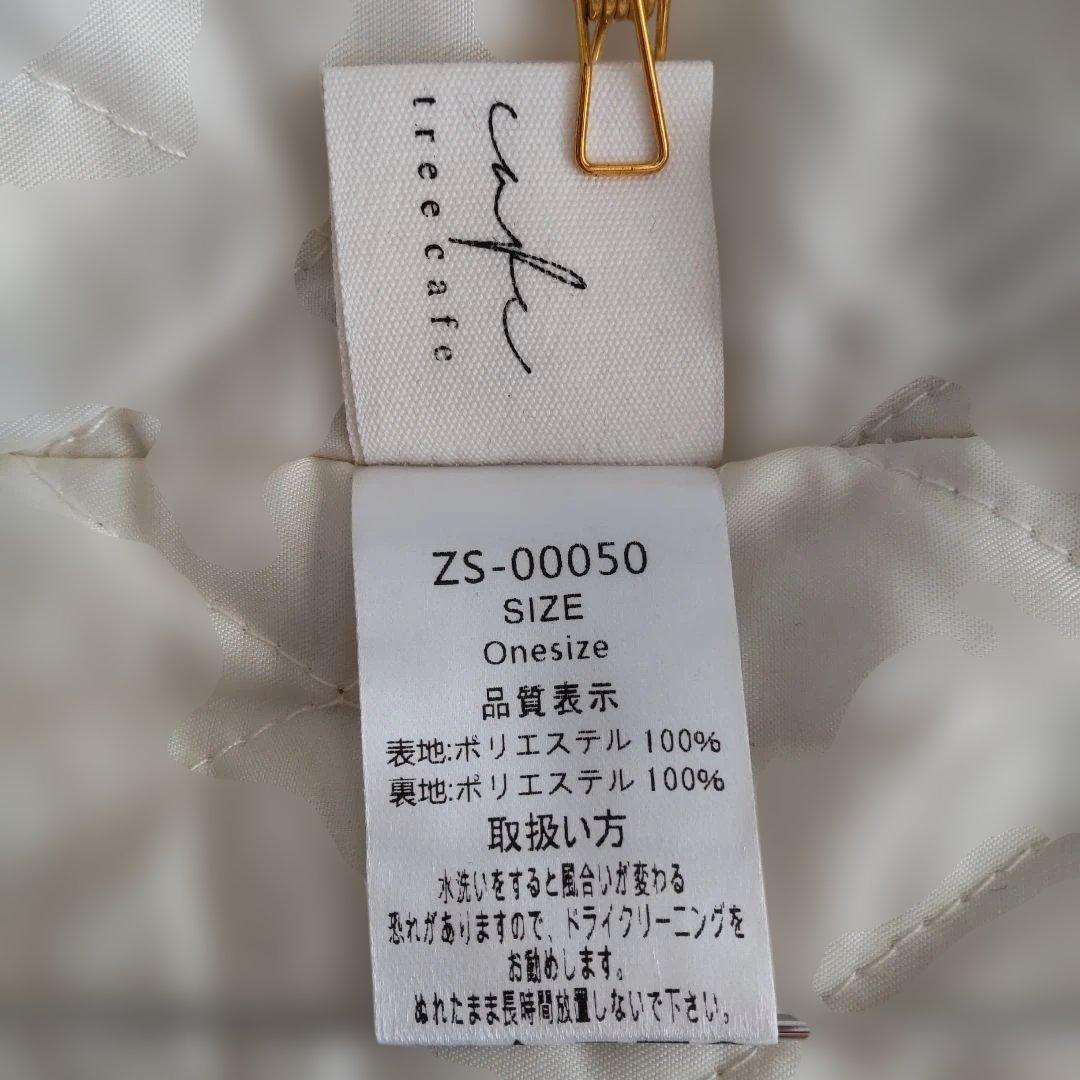 cafe
tree cafe
ZS-00050
SIZE
Onesize
品質表示
表地:ポリエステル 100%
裏地:ポリエステル 100%
取扱い方
水洗いをすると風合いが変わる
恐れがありますので、ドライクリーニングを
お勧めします。
ぬれたまま長時間放置しないで下さい。